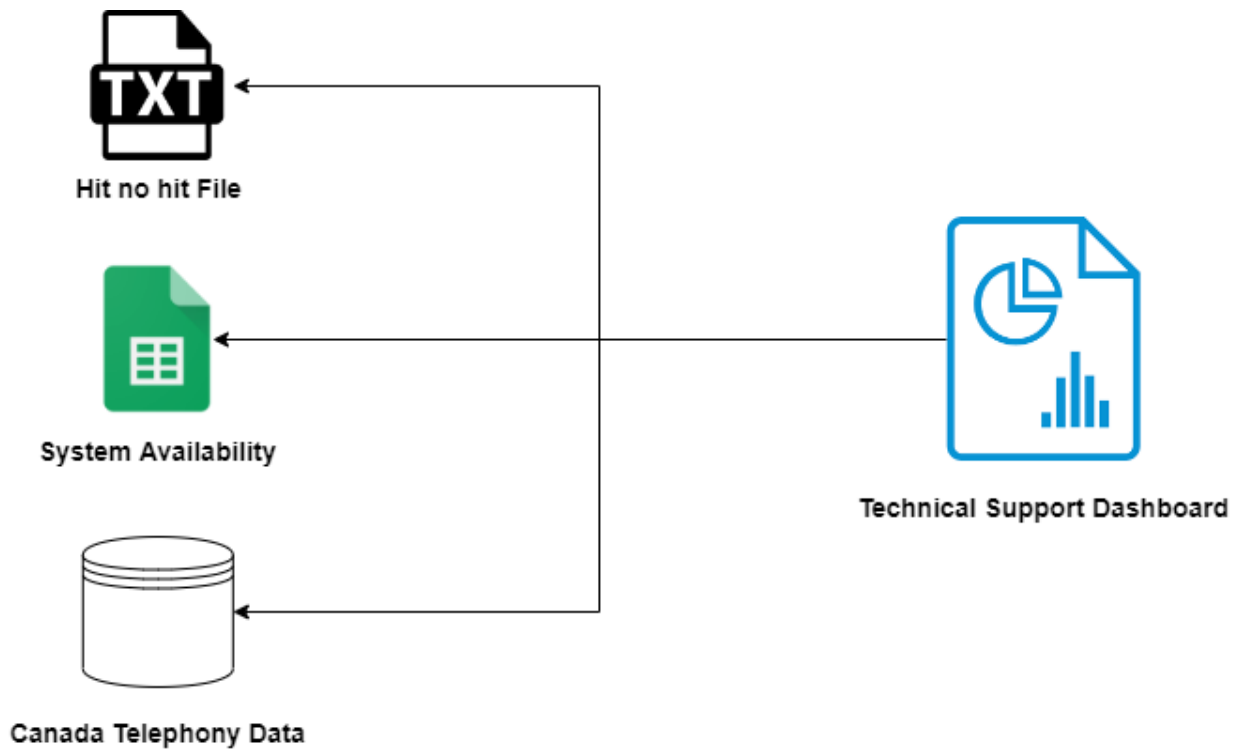 TXT
Hit no hit File
System Availability
Technical Support Dashboard
Canada Telephony Data